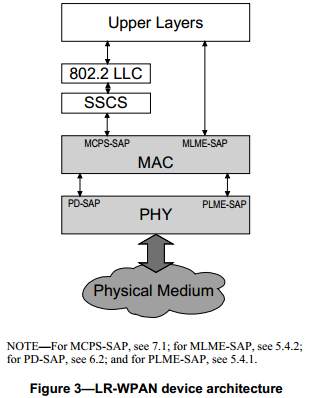 Upper Layers
802.2 LLC
SSCS
MCPS-SAP MLME-SAP
MAC
PD-SAP PLME-SAP
PHY
Physical Medium
NOTE—For MCPS-SAP, see 7.1; for MLME-SAP, see 5.4.2;
for PD-SAP, see 6.2; and for PLME-SAP, see 5.4.1.
Figure 3—LR-WPAN device architecture